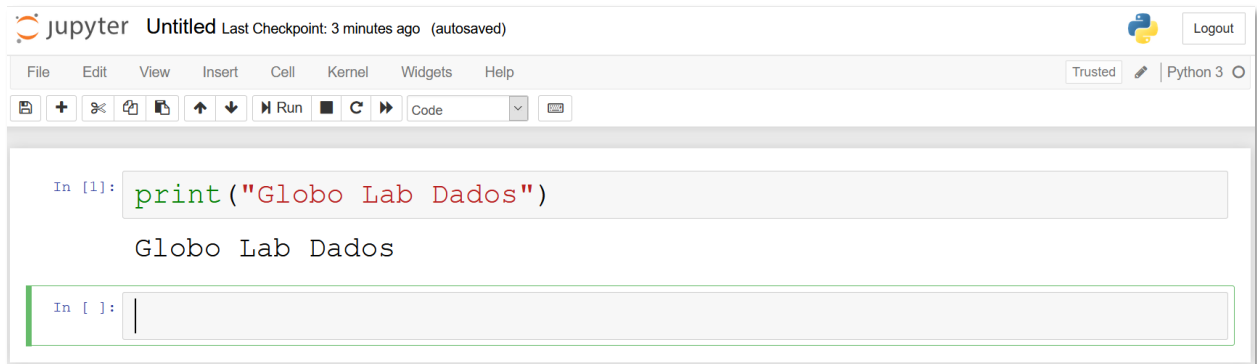 jupyter Untitled Last Checkpoint: 3 minutes ago (autosaved) Logout
File Edit View Insert Cell Kernel Widgets Help Trusted Python 3
Run Code
In [1]: print("Globo Lab Dados")
Globo Lab Dados
In [ ]: